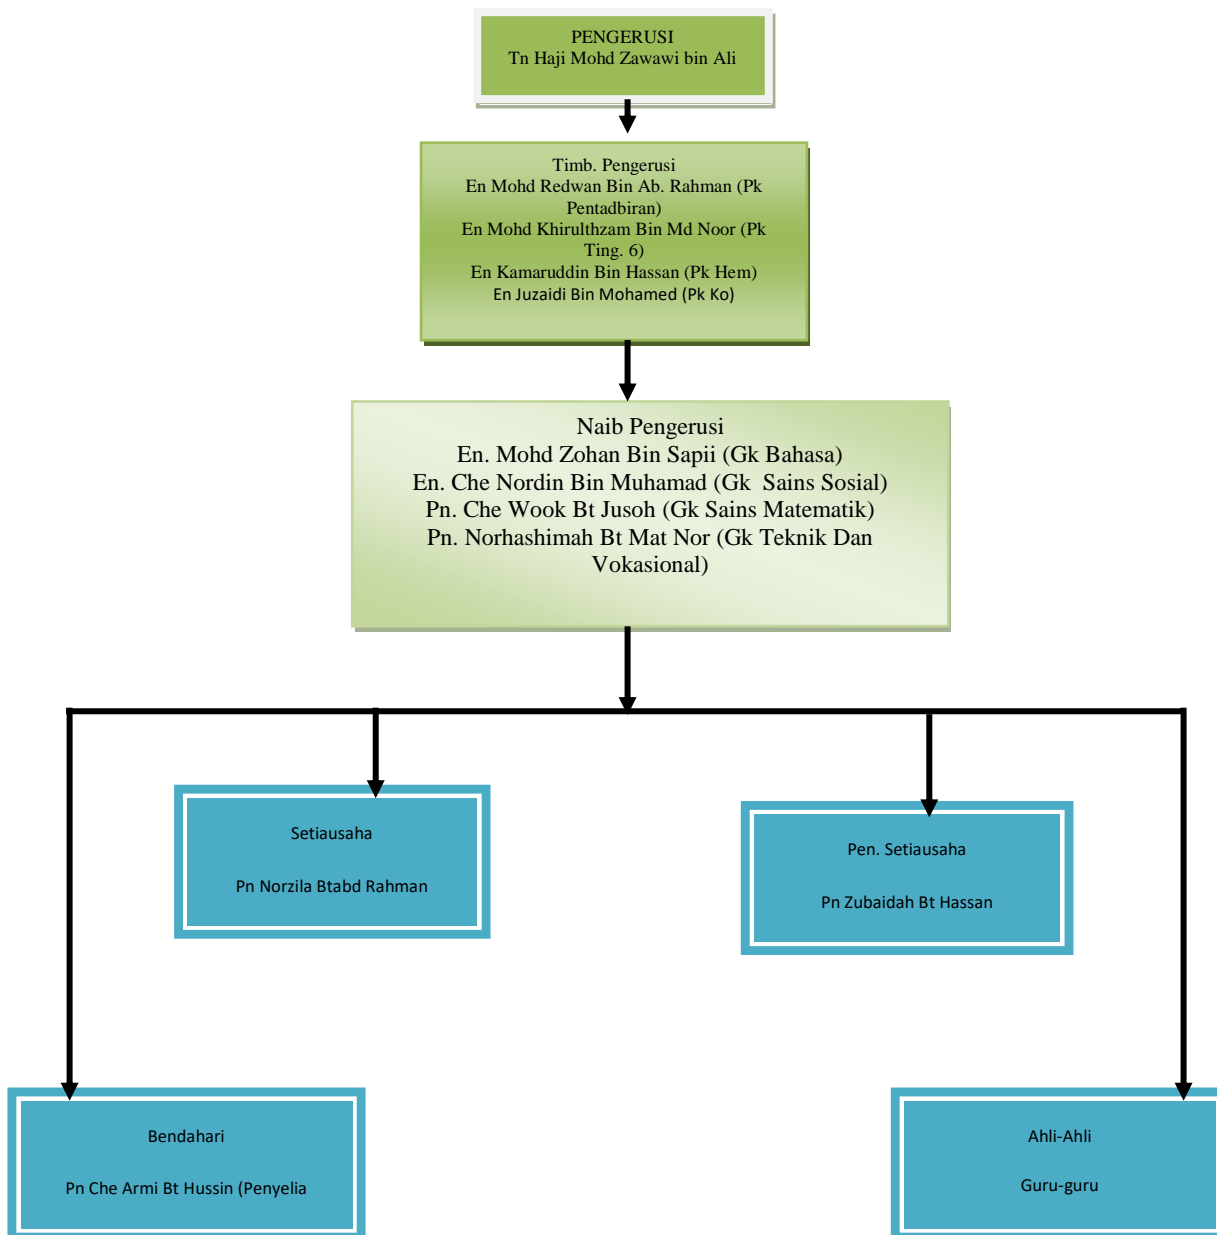 PENGERUSI
Tn Haji Mohd Zawawi bin Ali
Timb. Pengerusi
En Mohd Redwan Bin Ab. Rahman (Pk
Pentadbiran)
En Mohd Khirulthzam Bin Md Noor (Pk
Ting. 6)
En Kamaruddin Bin Hassan (Pk Hem)
En Juzaidi Bin Mohamed (Pk Ko)
Naib Pengerusi
En. Mohd Zohan Bin Sapii (Gk Bahasa)
En. Che Nordin Bin Muhamad (Gk  Sains Sosial)
Pn. Che Wook Bt Jusoh (Gk Sains Matematik)
Pn. Norhashimah Bt Mat Nor (Gk Teknik Dan
Vokasional)
Setiausaha
Pn Norzila Btabd Rahman
Pen. Setiausaha
Pn Zubaidah Bt Hassan
Bendahari
Pn Che Armi Bt Hussin (Penyelia
Ahli-Ahli
Guru-guru